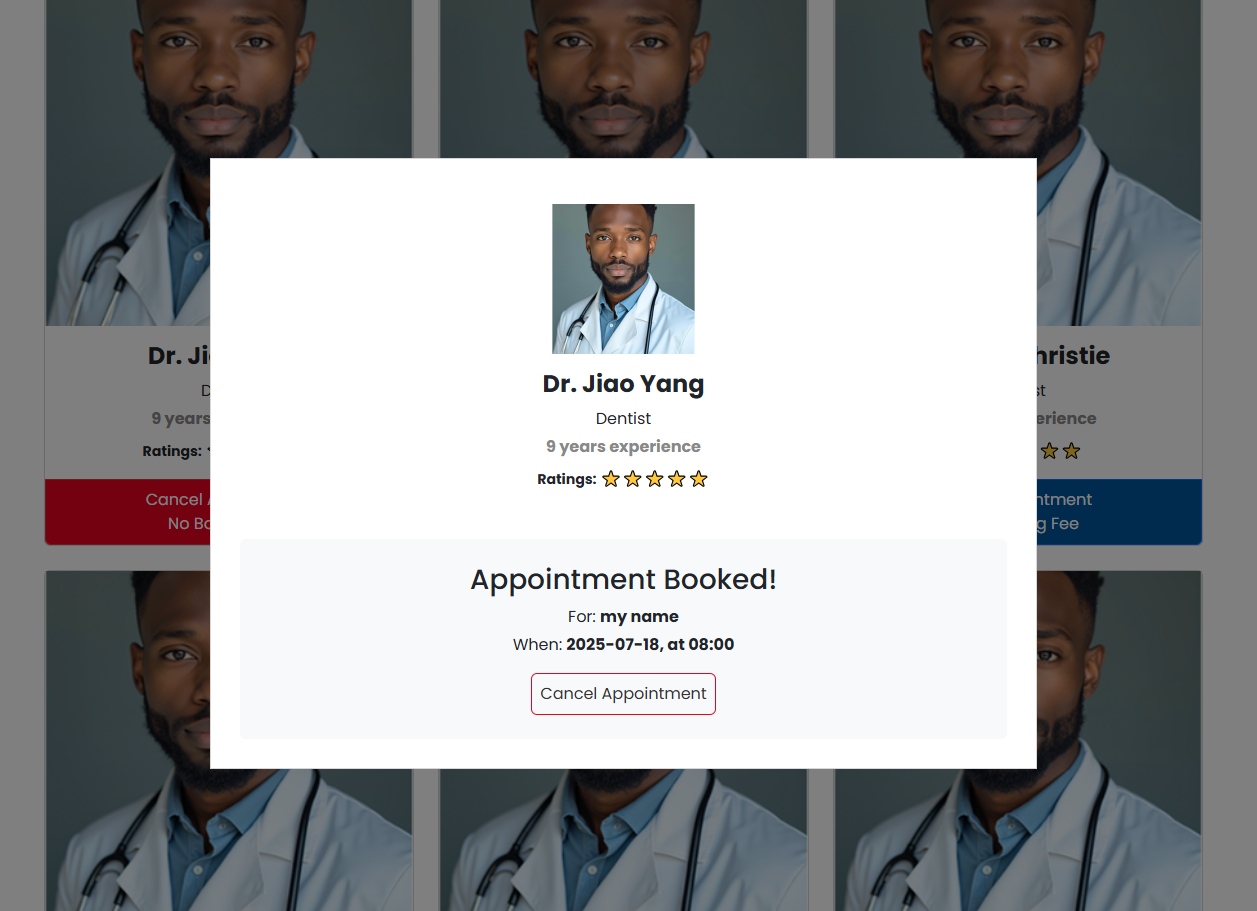 Dr. Jiao Yang
Dentist
9 years experience
Ratings:
Appointment Booked!
For: my name
When: 2025-07-18, at 08:00
Cancel Appointment
Dr. Ji
D
9 years
Ratings:
Cancel A
No Bo
hristie
st
erience
ntment
g Fee